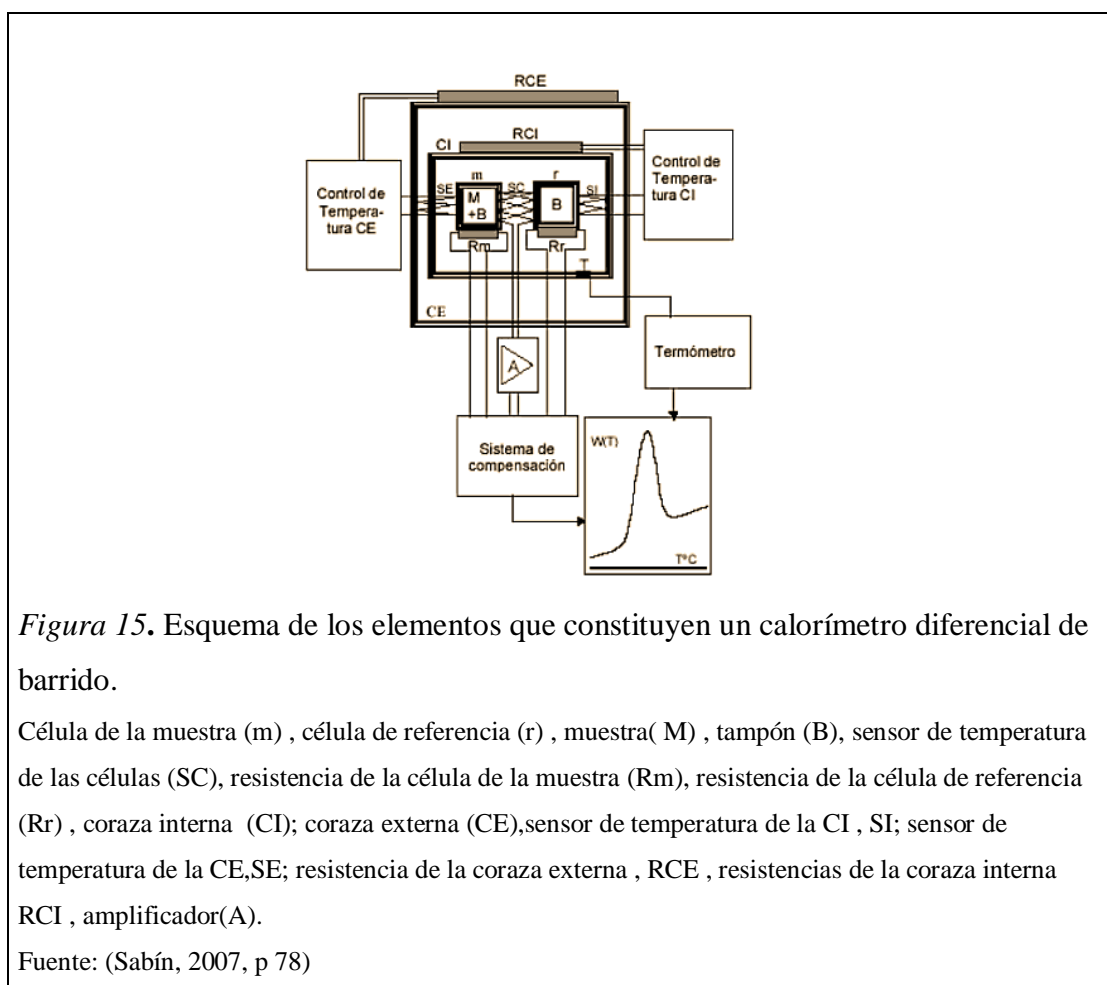 RCE
CI
RCI
Control de
Tempera-
tura CE
SE
m
M
+B
SC
r
B
SI
Control de
Tempera-
tura CI
Rm
Rr
T
CE
A
Termómetro
Sistema de
compensación
W(T)
TºC
Figura 15. Esquema de los elementos que constituyen un calorímetro diferencial de
barrido.
Célula de la muestra (m) , célula de referencia (r) , muestra( M) , tampón (B), sensor de temperatura
de las células (SC), resistencia de la célula de la muestra (Rm), resistencia de la célula de referencia
(Rr) , coraza interna (CI); coraza externa (CE),sensor de temperatura de la CI , SI; sensor de
temperatura de la CE,SE; resistencia de la coraza externa , RCE , resistencias de la coraza interna
RCI , amplificador(A).
Fuente: (Sabín, 2007, p 78)